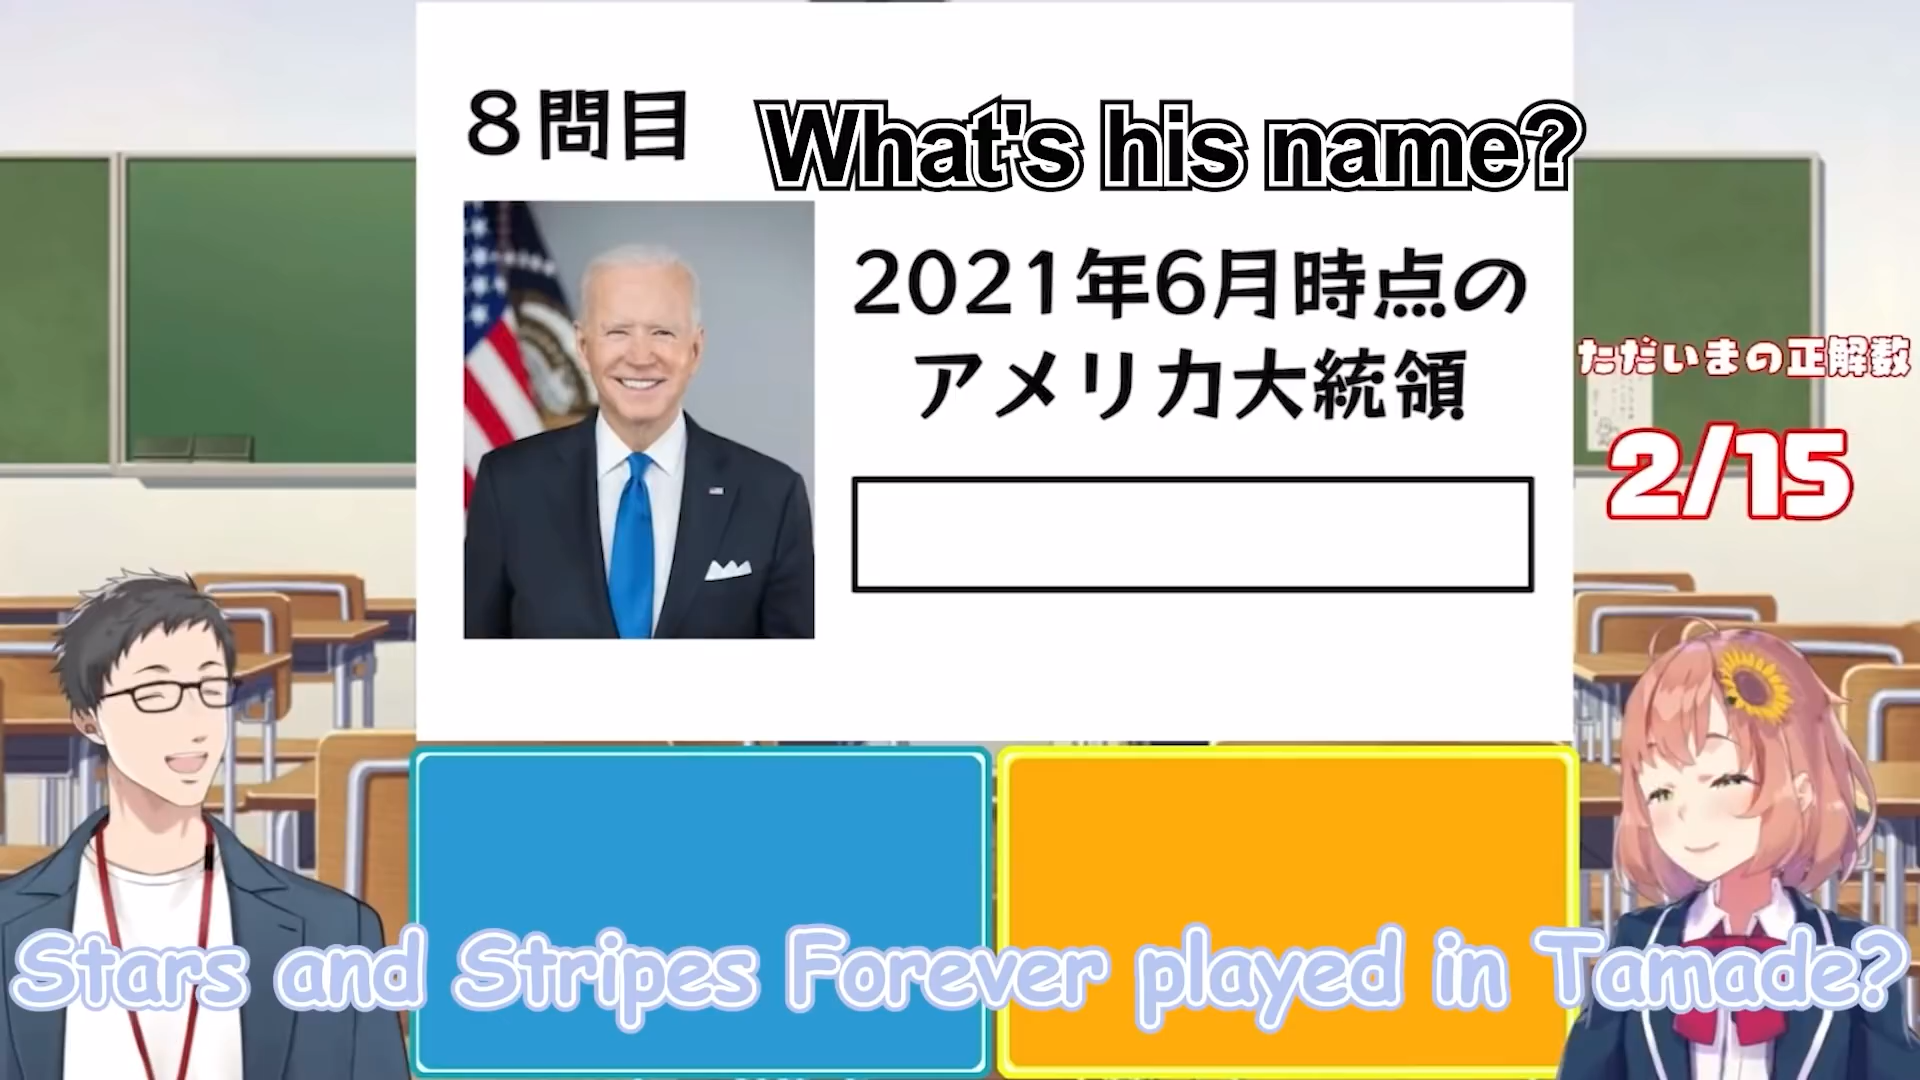 8問目
What's his name?
2021年6月時点の
アメリカ大統領
ただいまの正解数
2/15
Stars and Stripes Forever played in Tamade?